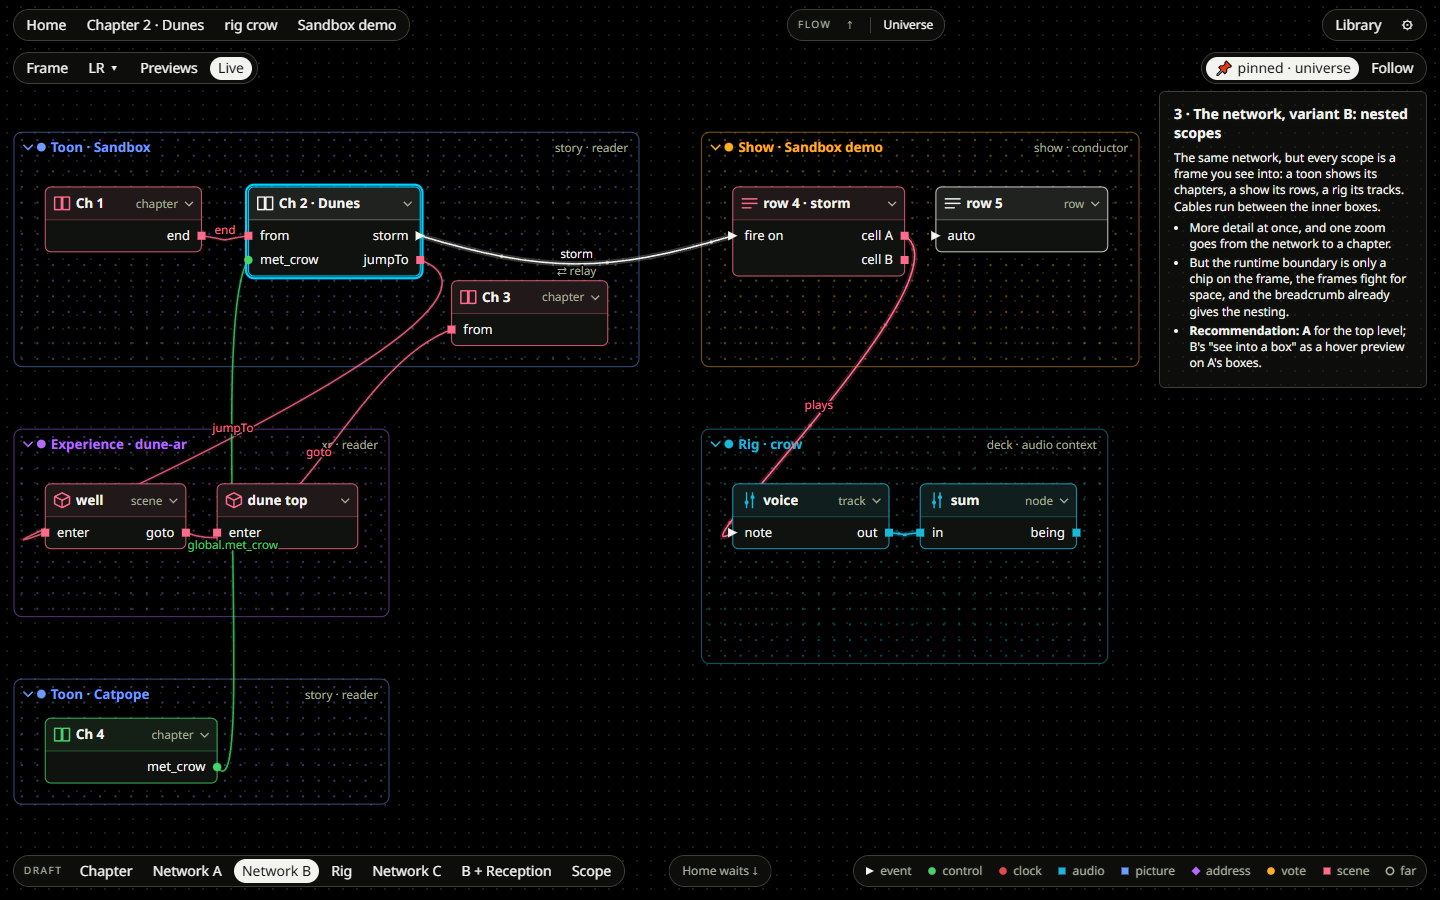 Home Chapter 2 · Dunes rig crow Sandbox demo
FLOW ↑ Universe
Library
Frame LR Previews Live
pinned · universe Follow
3 · The network, variant B: nested
scopes
The same network, but every scope is a
frame you see into: a toon shows its
chapters, a show its rows, a rig its tracks.
Cables run between the inner boxes.
• More detail at once, and one zoom
goes from the network to a chapter.
• But the runtime boundary is only a
chip on the frame, the frames fight for
space, and the breadcrumb already
gives the nesting.
• Recommendation: A for the top level;
B's "see into a box" as a hover preview
on A's boxes.
Toon · Sandbox story · reader
Ch 1 chapter
end
end
Ch 2 · Dunes
from storm
met_crow jumpTo
storm
⇄ relay
Ch 3 chapter
from
Show · Sandbox demo show · conductor
row 4 · storm
fire on cell A
cell B
row 5 row
auto
plays
jumpTo
goto
Experience · dune-ar xr · reader
well scene
enter goto
dune top
enter
global.met_crow
Rig · crow deck · audio context
voice track
note out
sum node
in being
Toon · Catpope story · reader
Ch 4 chapter
met_crow
DRAFT Chapter Network A Network B Rig Network C B + Reception Scope
Home waits ↓
event control clock audio picture address vote scene far